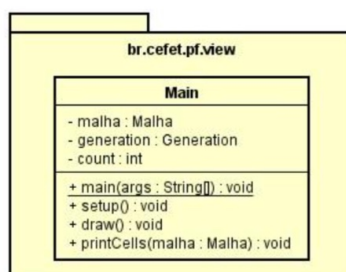 br.cefet.pf.view
Main
- malha : Malha
- generation : Generation
- count : int
+ main(args : String[]) : void
+ setup() : void
+ draw() : void
+ printCells(malha : Malha) : void